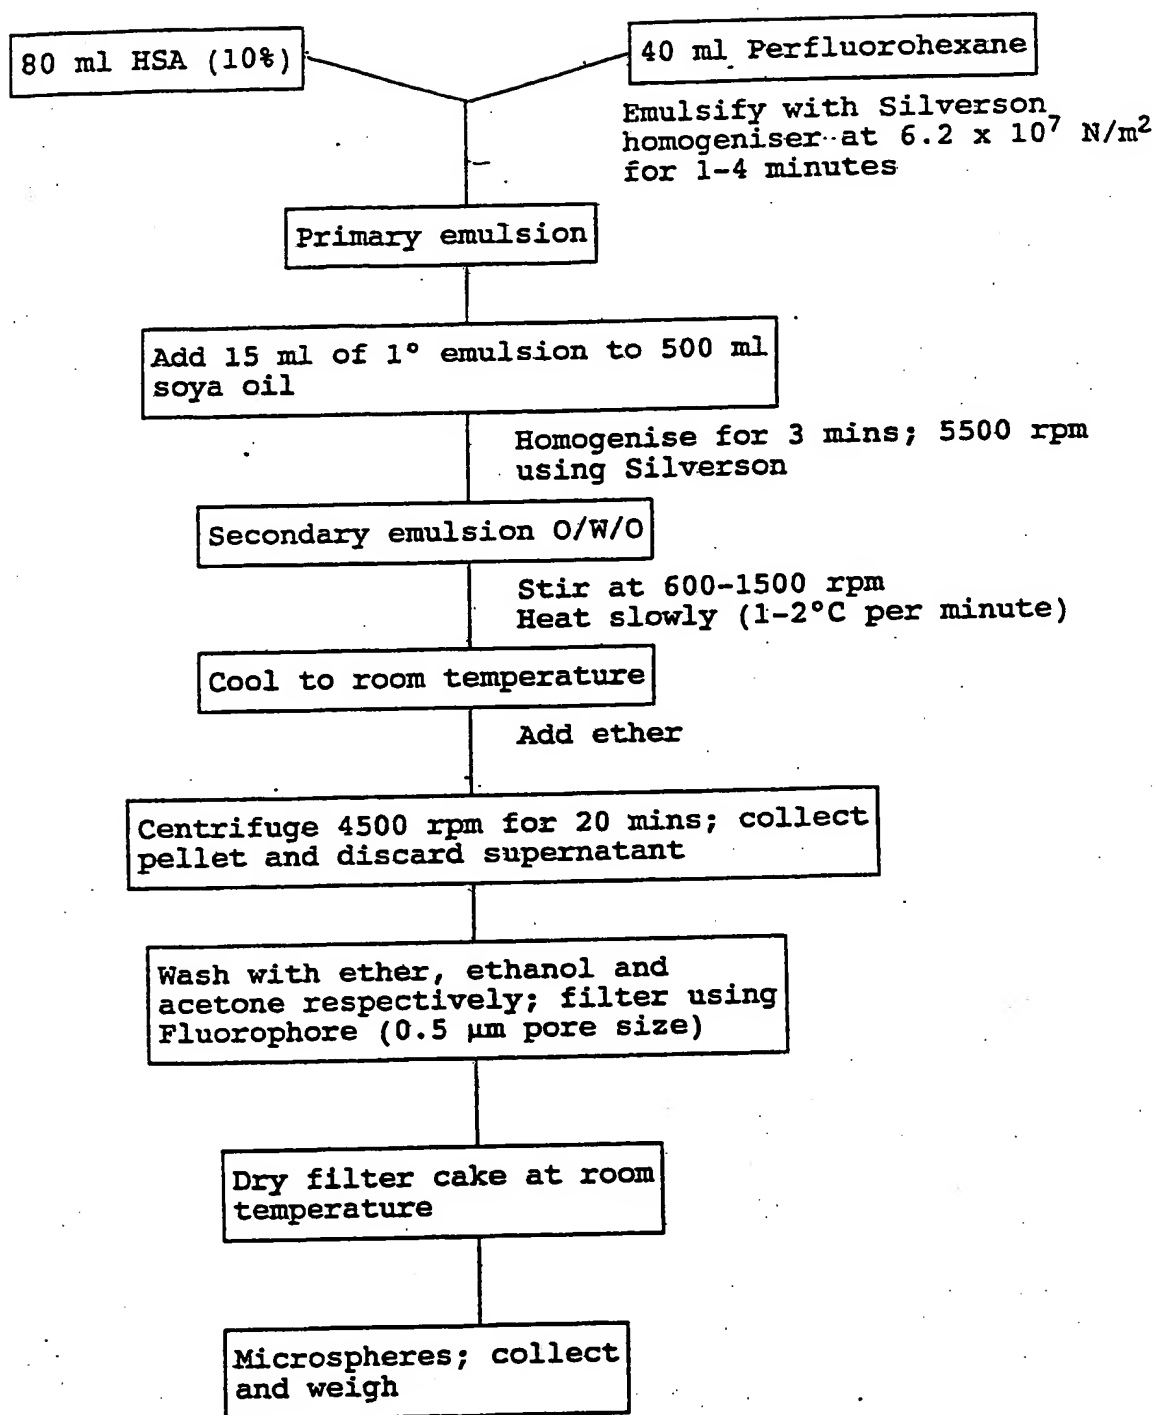 80 ml HSA (10%)
40 ml Perfluorohexane
Emulsify with Silverson
homogeniser at 6.2 x 10⁷ N/m²
for 1-4 minutes
Primary emulsion
Add 15 ml of 1° emulsion to 500 ml
soya oil
Homogenise for 3 mins; 5500 rpm
using Silverson
Secondary emulsion O/W/O
Stir at 600-1500 rpm
Heat slowly (1-2°C per minute)
Cool to room temperature
Add ether
Centrifuge 4500 rpm for 20 mins; collect
pellet and discard supernatant
Wash with ether, ethanol and
acetone respectively; filter using
Fluorophore (0.5 µm pore size)
Dry filter cake at room
temperature
Microspheres; collect
and weigh